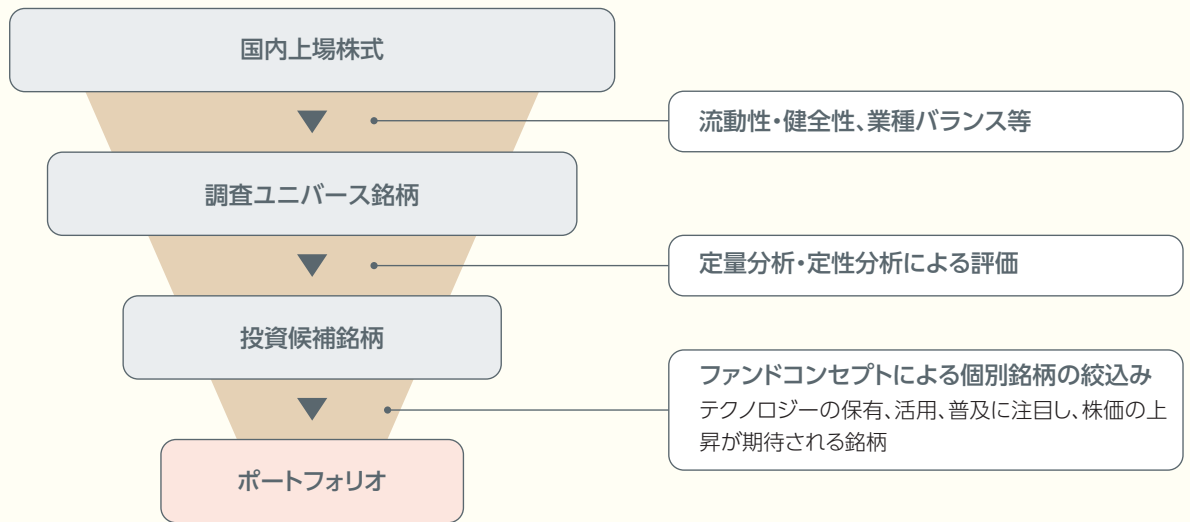 国内上場株式
流動性・健全性、業種バランス等
調査ユニバース銘柄
定量分析・定性分析による評価
投資候補銘柄
ファンドコンセプトによる個別銘柄の絞込み
テクノロジーの保有、活用、普及に注目し、株価の上
昇が期待される銘柄
ポートフォリオ